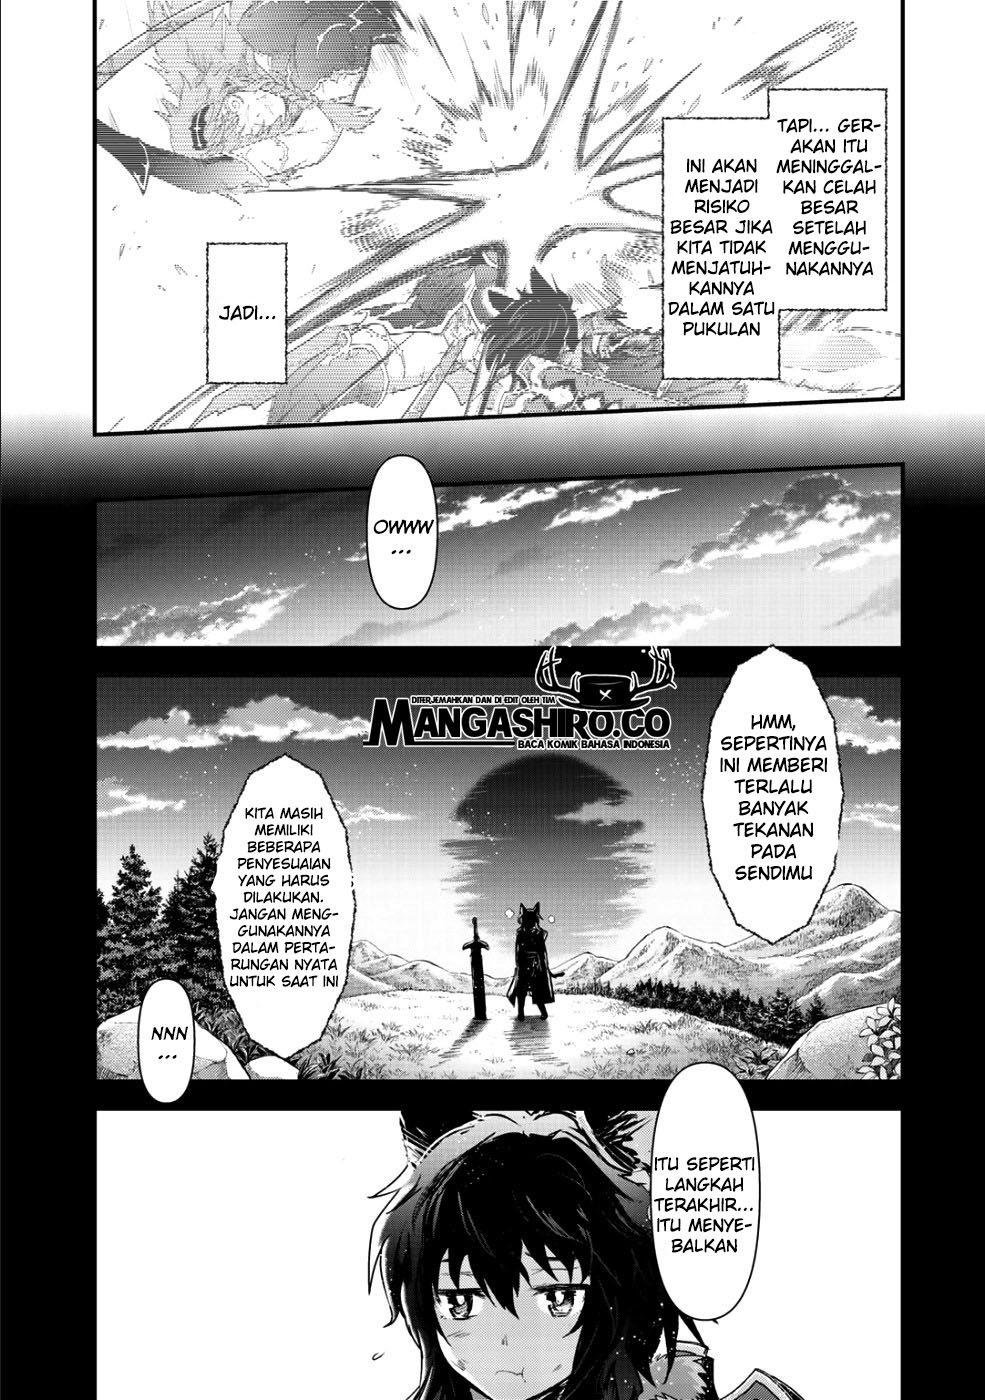 TAPI... GER-
AKAN ITU
MENINGGAL-
KAN CELAH
BESAR
SETELAH
MENGGU-
NAKANNYA
INI AKAN
MENJADI
RISIKO
BESAR JIKA
KITA TIDAK
MENJATUH-
KANNYA
DALAM SATU
PUKULAN
JADI...
OWWW
...
DITERJEMAHKAN DAN DI EDIT OLEH TIM
MANGASHIRO.CO
BACA KOMIK BAHASA INDONESIA
HMM,
SEPERTINYA
INI MEMBERI
TERLALU
BANYAK
TEKANAN
PADA
SENDIMU
KITA MASIH
MEMILIKI
BEBERAPA
PENYESUAIAN
YANG HARUS
DILAKUKAN.
JANGAN MENG-
GUNAKANNYA
DALAM PERTA-
RUNGAN NYATA
UNTUK SAAT INI
NNN
...
ITU SEPERTI
LANGKAH
TERAKHIR...
ITU MENYE-
BALKAN